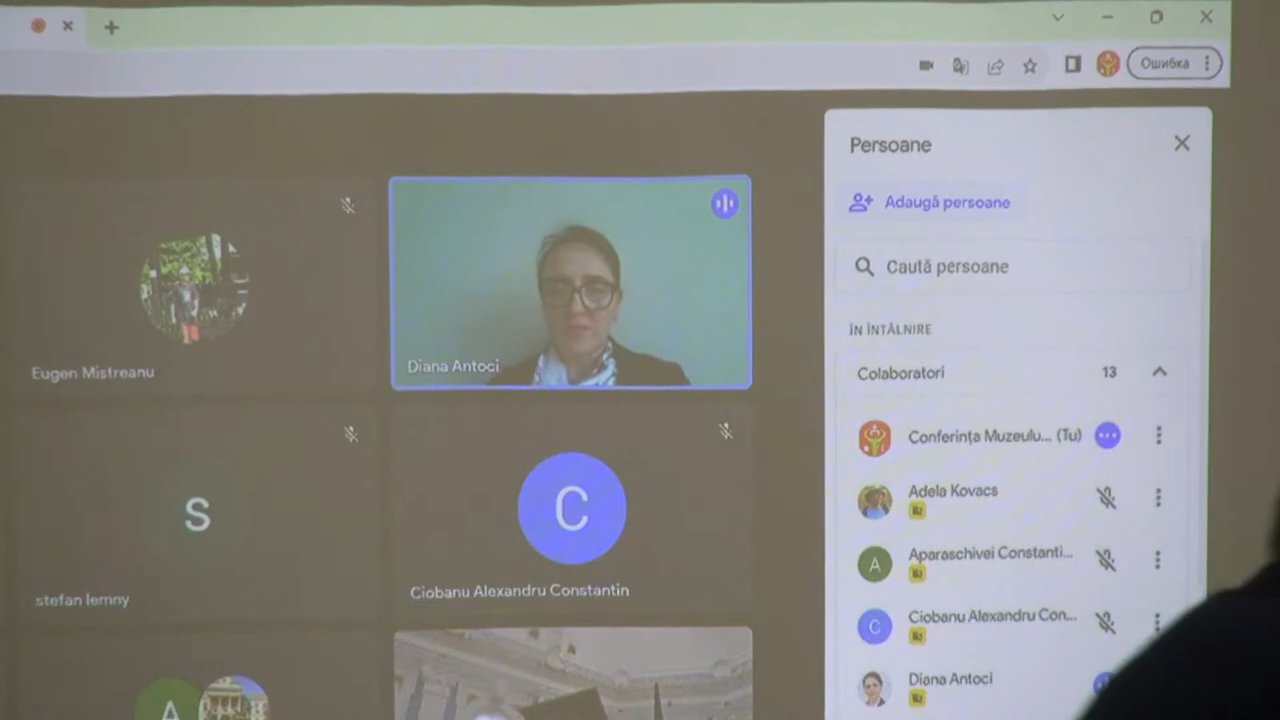 Ошибка
Persoane
Adaugă persoane
Caută persoane
ÎN ÎNTÂLNIRE
Colaboratori 13
Conferința Muzeulu... (Tu)
Adela Kovacs
A Aparaschivei Constanti...
C Ciobanu Alexandru Con...
Diana Antoci
Eugen Mistreanu
Diana Antoci
S
stefan lemny
C
Ciobanu Alexandru Constantin
A